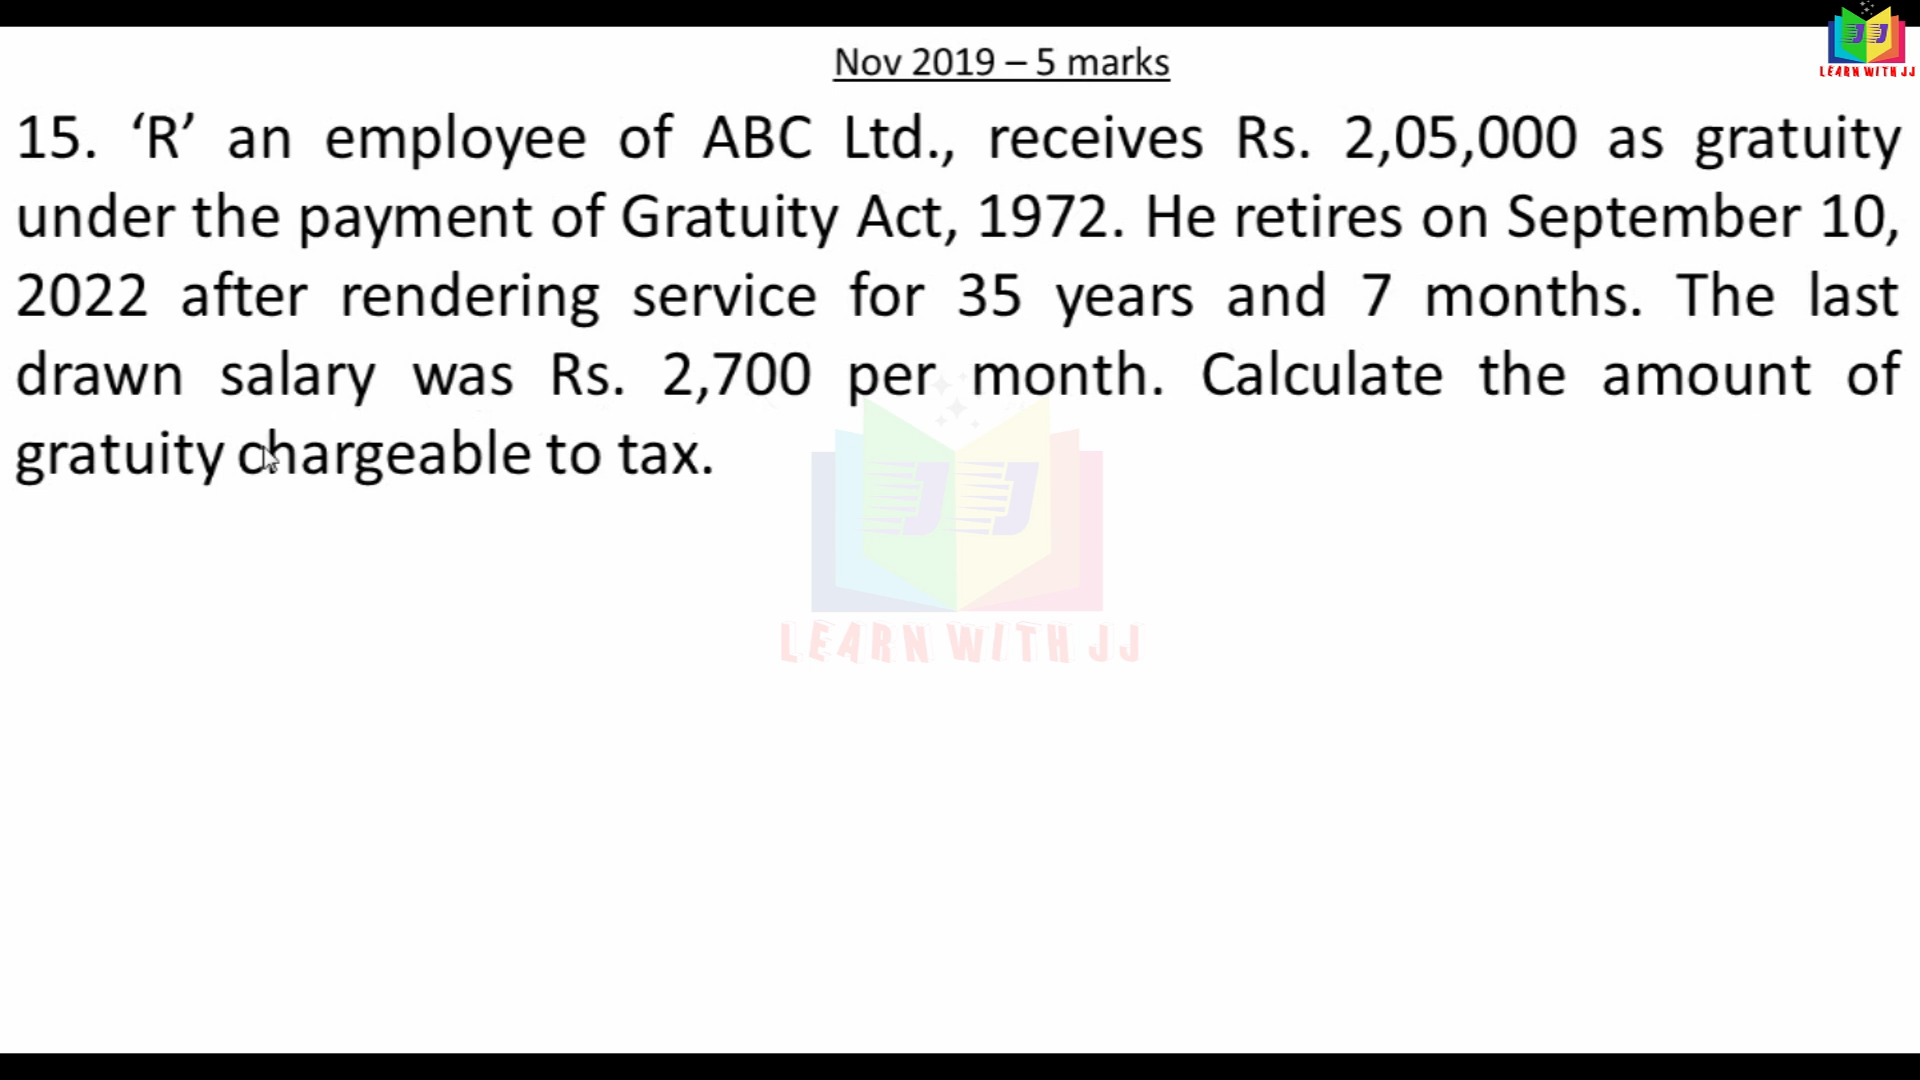 LEARN WITH JJ
Nov 2019 – 5 marks
15. ‘R’ an employee of ABC Ltd., receives Rs. 2,05,000 as gratuity
under the payment of Gratuity Act, 1972. He retires on September 10,
2022 after rendering service for 35 years and 7 months. The last
drawn salary was Rs. 2,700 per month. Calculate the amount of
gratuity chargeable to tax.
JJ
LEARN WITH JJ